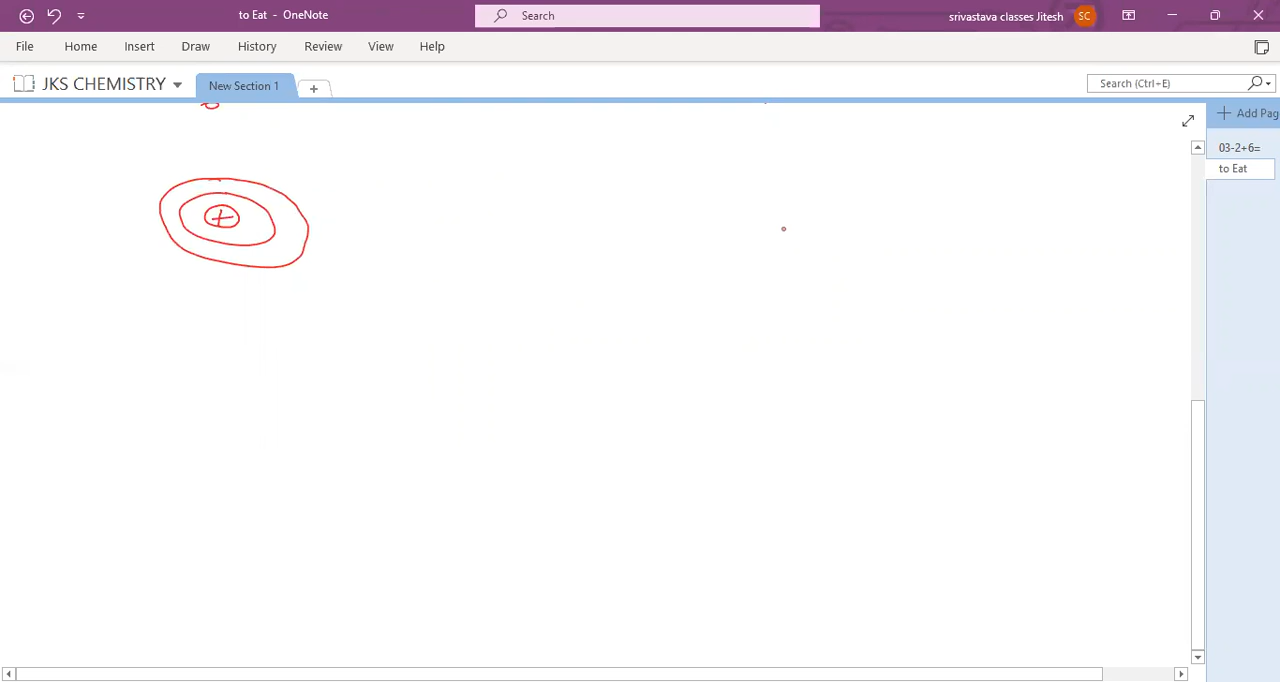 to Eat - OneNote
Search
srivastava classes Jitesh
SC
File Home Insert Draw History Review View Help
JKS CHEMISTRY
New Section 1
+
Search (Ctrl+E)
Add Pag
03-2+6=
to Eat
+